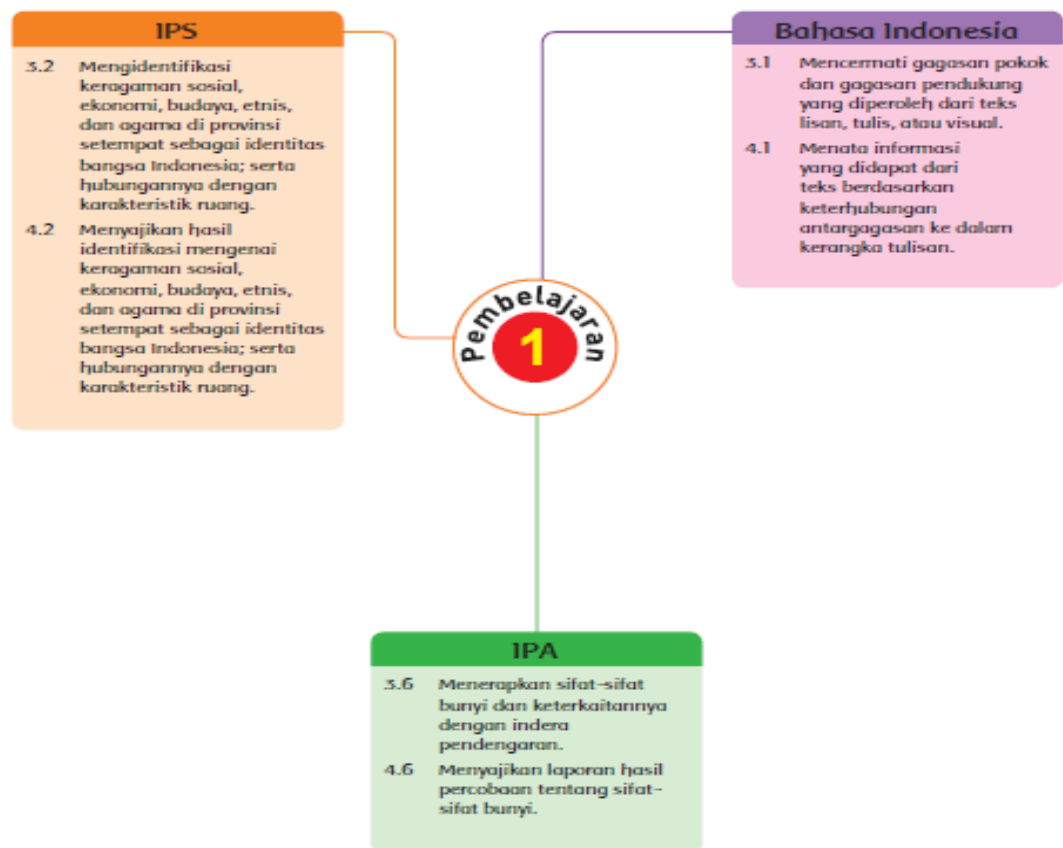 IPS
3.2 Mengidentifikasi
keragaman sosial,
ekonomi, budaya, etnis,
dan agama di provinsi
setempat sebagai identitas
bangsa Indonesia; serta
hubungannya dengan
karakteristik ruang.
4.2 Menyajikan hasil
identifikasi mengenai
keragaman sosial,
ekonomi, budaya, etnis,
dan agama di provinsi
setempat sebagai identitas
bangsa Indonesia; serta
hubungannya dengan
karakteristik ruang.
Bahasa Indonesia
3.1 Mencermati gagasan pokok
dan gagasan pendukung
yang diperoleh dari teks
lisan, tulis, atau visual.
4.1 Menata informasi
yang didapat dari
teks berdasarkan
keterhubungan
antargagasan ke dalam
kerangka tulisan.
Pembelajaran
1
IPA
3.6 Menerapkan sifat-sifat
bunyi dan keterkaitannya
dengan indera
pendengaran.
4.6 Menyajikan laporan hasil
percobaan tentang sifat-
sifat bunyi.